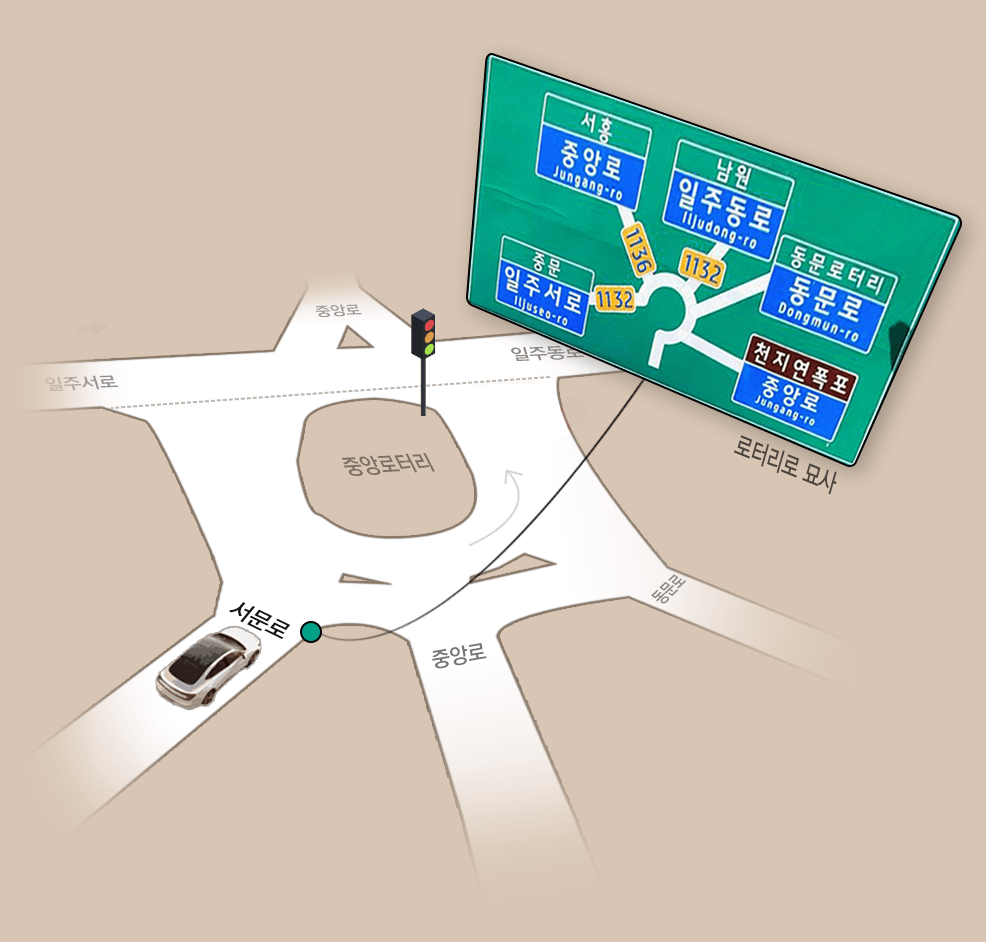 서홍
중앙로
Jungang-ro
남원
일주동로
Iljudong-ro
중문
일주서로
Iljuseo-ro
1136
1132
1132
동문로터리
동문로
Dongmun-ro
천지연폭포
중앙로
Jungang-ro
로터리로 묘사
중앙로
일주서로
일주동로
중앙로터리
동문로
서문로
중앙로